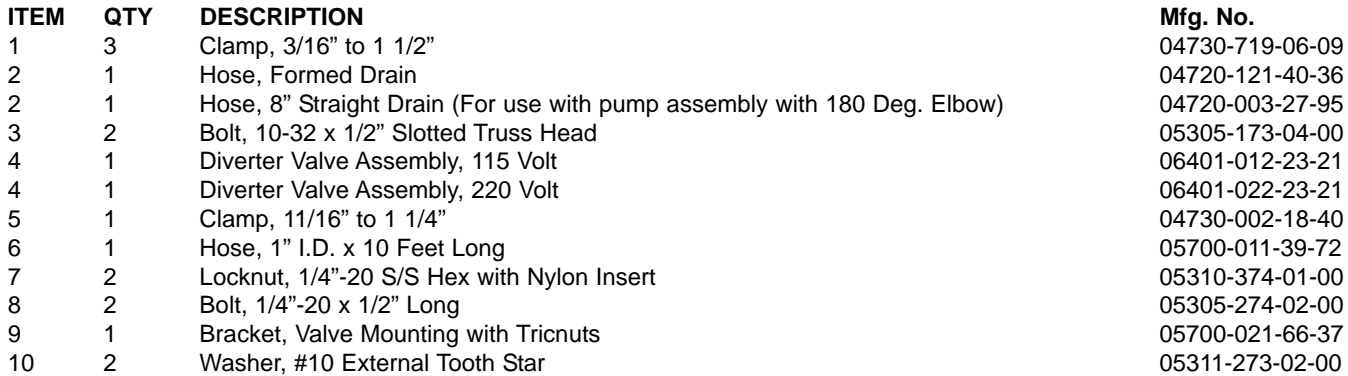 ITEM QTY DESCRIPTION Mfg. No.
1 3 Clamp, 3/16” to 1 1/2” 04730-719-06-09
2 1 Hose, Formed Drain 04720-121-40-36
2 1 Hose, 8” Straight Drain (For use with pump assembly with 180 Deg. Elbow) 04720-003-27-95
3 2 Bolt, 10-32 x 1/2” Slotted Truss Head 05305-173-04-00
4 1 Diverter Valve Assembly, 115 Volt 06401-012-23-21
4 1 Diverter Valve Assembly, 220 Volt 06401-022-23-21
5 1 Clamp, 11/16” to 1 1/4” 04730-002-18-40
6 1 Hose, 1” I.D. x 10 Feet Long 05700-011-39-72
7 2 Locknut, 1/4”-20 S/S Hex with Nylon Insert 05310-374-01-00
8 2 Bolt, 1/4”-20 x 1/2” Long 05305-274-02-00
9 1 Bracket, Valve Mounting with Tricnuts 05700-021-66-37
10 2 Washer, #10 External Tooth Star 05311-273-02-00